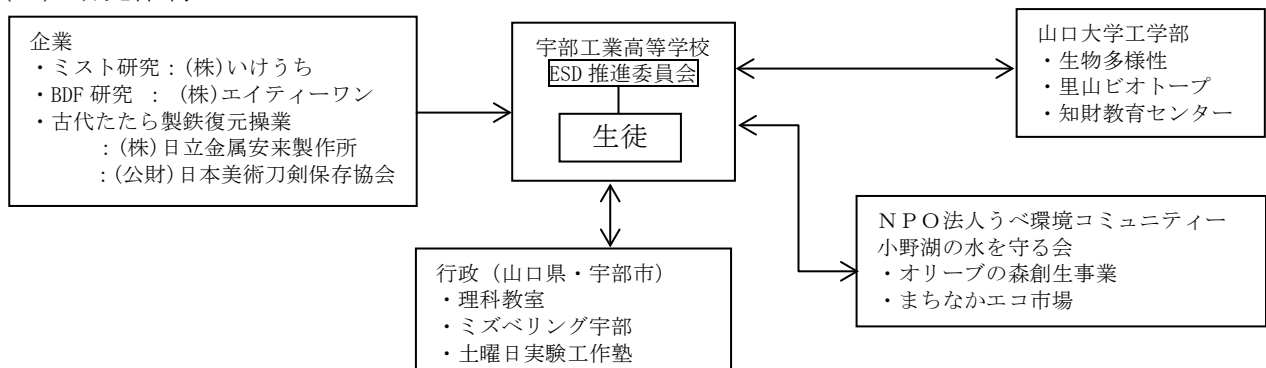 企業
・ミスト研究：(株)いけうち
・BDF 研究 ： (株)エイティーワン
・古代たたら製鉄復元操業
：(株)日立金属安来製作所
：(公財)日本美術刀剣保存協会
宇部工業高等学校
ESD 推進委員会
生徒
山口大学工学部
・生物多様性
・里山ビオトープ
・知財教育センター
行政（山口県・宇部市）
・理科教室
・ミズベリング宇部
・土曜日実験工作塾
ＮＰＯ法人うべ環境コミュニティー
小野湖の水を守る会
・オリーブの森創生事業
・まちなかエコ市場